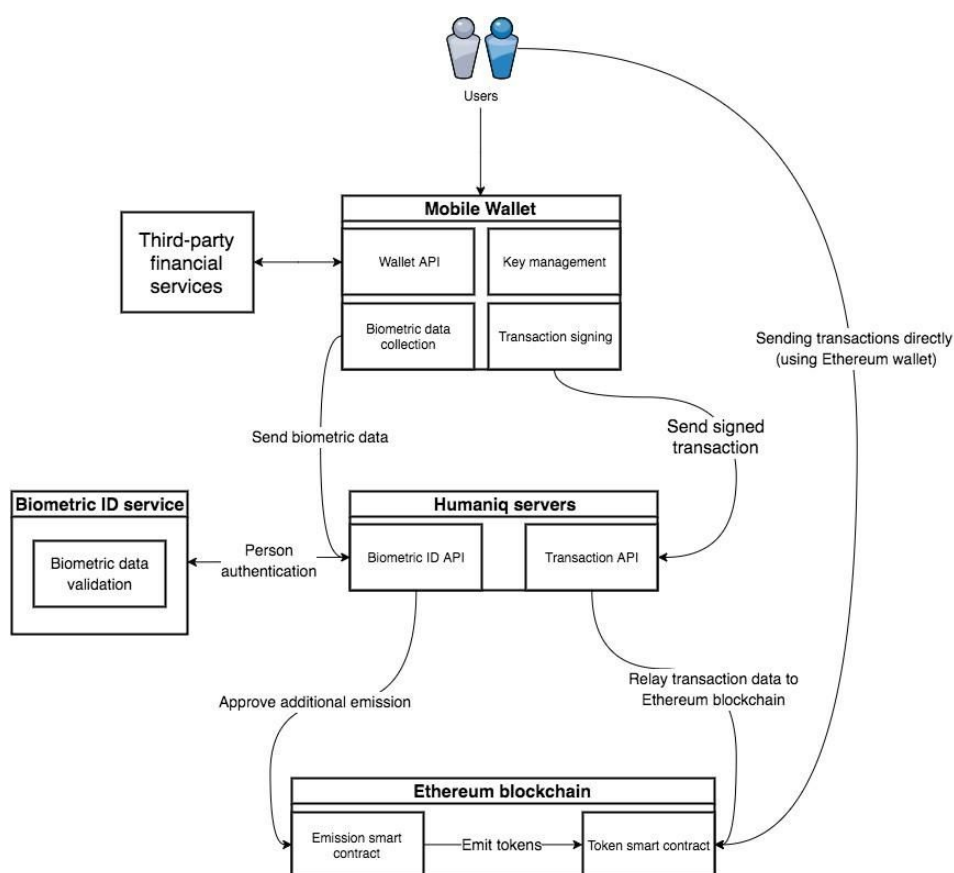 Users
Mobile Wallet
Third-party
financial
services
Wallet API
Key management
Biometric data
collection
Transaction signing
Sending transactions directly
(using Ethereum wallet)
Send biometric data
Send signed
transaction
Biometric ID service
Biometric data
validation
Person
authentication
Humaniq servers
Biometric ID API
Transaction API
Approve additional emission
Relay transaction data to
Ethereum blockchain
Ethereum blockchain
Emission smart
contract
Emit tokens
Token smart contract